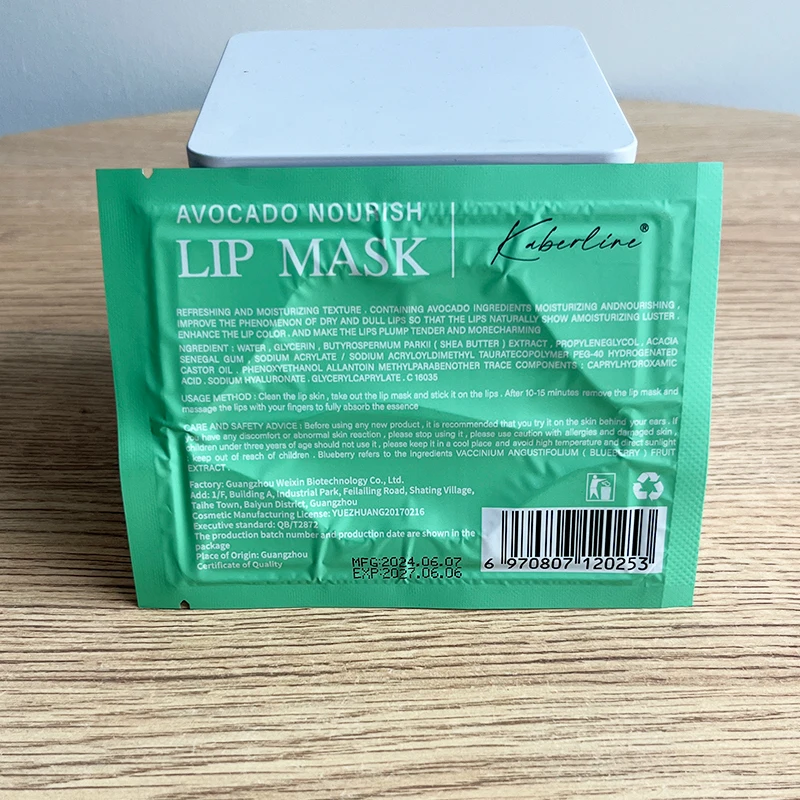 AVOCADO NOURISH
LIP MASK
Kaberline®
REFRESHING AND MOISTURIZING TEXTURE . CONTAINING AVOCADO INGREDIENTS MOISTURIZING ANDNOURISHING .
IMPROVE THE PHENOMENON OF DRY AND DULL LIPS SO THAT THE LIPS NATURALLY SHOW AMOISTURIZING LUSTER .
ENHANCE THE LIP COLOR . AND MAKE THE LIPS PLUMP TENDER AND MORECHARMING
NGREDIENT : WATER , GLYCERIN , BUTYROSPERMUM PARKII ( SHEA BUTTER ) EXTRACT , PROPYLENEGLYCOL , ACACIA
SENEGAL GUM , SODIUM ACRYLATE / SODIUM ACRYLOYLDIMETHYL TAURATECOPOLYMER PEG-40 HYDROGENATED
CASTOR OIL . PHENOXYETHANOL ALLANTOIN METHYLPARABENOTHER TRACE COMPONENTS : CAPRYLHYDROXAMIC
ACID . SODIUM HYALURONATE . GLYCERYLCAPRYLATE . C 16035
USAGE METHOD : Clean the lip skin , take out the lip mask and stick it on the lips . After 10-15 minutes remove the lip mask and
massage the lips with your fingers to fully absorb the essence
CARE AND SAFETY ADVICE : Before using any new product , it is recommended that you try it on the skin behind your ears . If
you have any discomfort or abnormal skin reaction , please stop using it , please use caution with allergies and damaged skin ,
children under three years of age should not use it , please keep it in a cool place and avoid high temperature and direct sunlight
keep out of reach of children . Blueberry refers to the Ingredients VACCINIUM ANGUSTIFOLIUM ( BLUEBERRY ) FRUIT
EXTRACT .
Factory: Guangzhou Weixin Biotechnology Co., Ltd.
Add: 1/F, Building A, Industrial Park, Feilailing Road, Shating Village,
Taihe Town, Baiyun District, Guangzhou
Cosmetic Manufacturing License: YUEZHUANG20170216
Executive standard: QB/T2872
The production batch number and production date are shown in the
package
Place of Origin: Guangzhou
Certificate of Quality
MFG:2024.06.07
EXP:2027.06.06
6 970807 120253